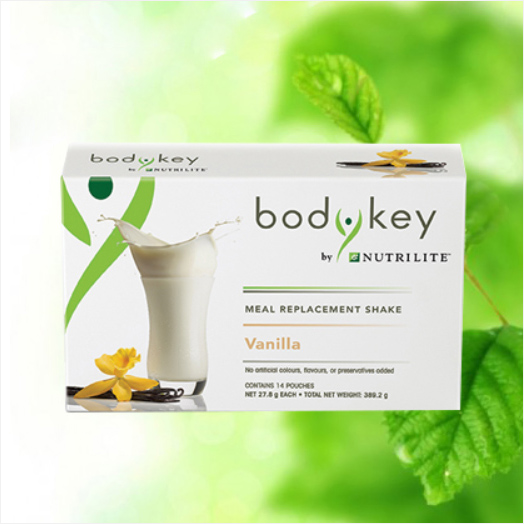 bodykey
by NUTRILITE
bodykey
by NUTRILITE™
MEAL REPLACEMENT SHAKE
Vanilla
No artificial colours, flavours, or preservatives added
CONTAINS 14 POUCHES
NET 27.8 g EACH • TOTAL NET WEIGHT: 389.2 g